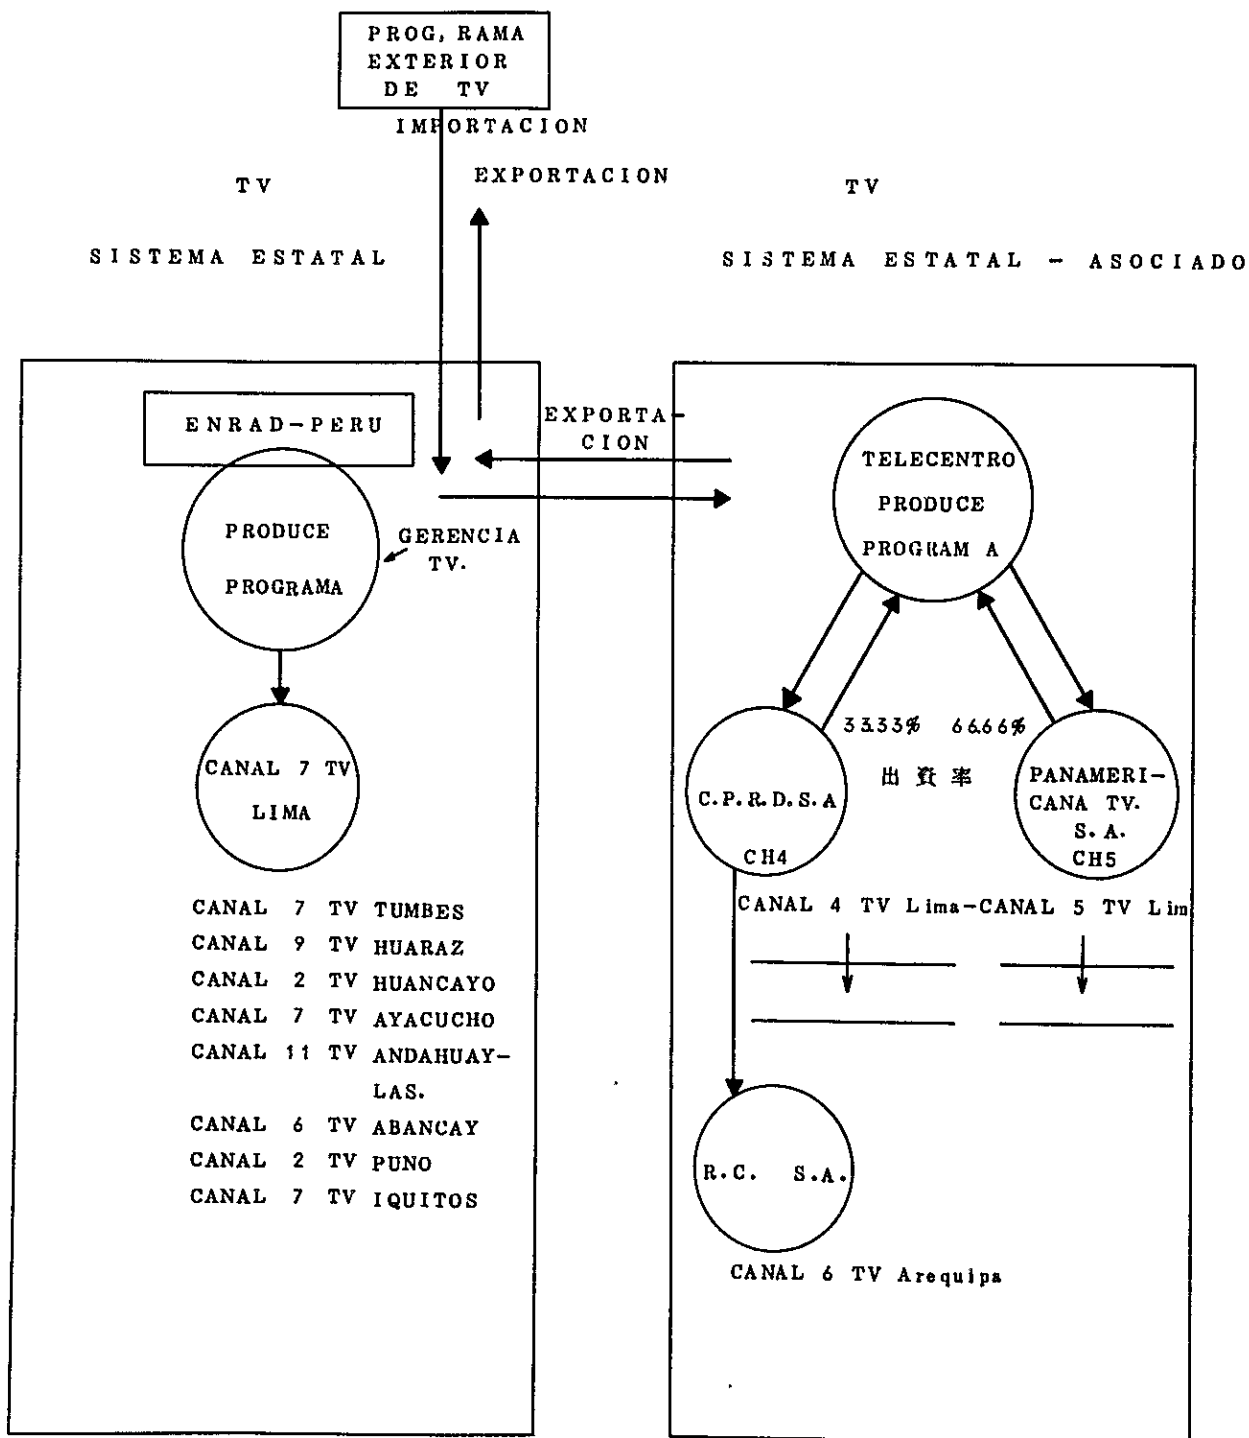 PROG, RAMA
EXTERIOR
DE TV
IMPORTACION
EXPORTACION
TV
SISTEMA ESTATAL
TV
SISTEMA ESTATAL - ASOCIADO
ENRAD-PERU
PRODUCE
PROGRAMA
GERENCIA
TV.
CANAL 7 TV
LIMA
CANAL 7 TV TUMBES
CANAL 9 TV HUARAZ
CANAL 2 TV HUANCAYO
CANAL 7 TV AYACUCHO
CANAL 11 TV ANDAHUAY-
LAS.
CANAL 6 TV ABANCAY
CANAL 2 TV PUNO
CANAL 7 TV IQUITOS
EXPORTA-
CION
TELECENTRO
PRODUCE
PROGRAM A
33.33% 66.66%
出資率
C.P.R.D.S.A
CH4
PANAMERI-
CANA TV.
S.A.
CH5
CANAL 4 TV Lima-CANAL 5 TV Lim
R.C. S.A.
CANAL 6 TV Arequipa